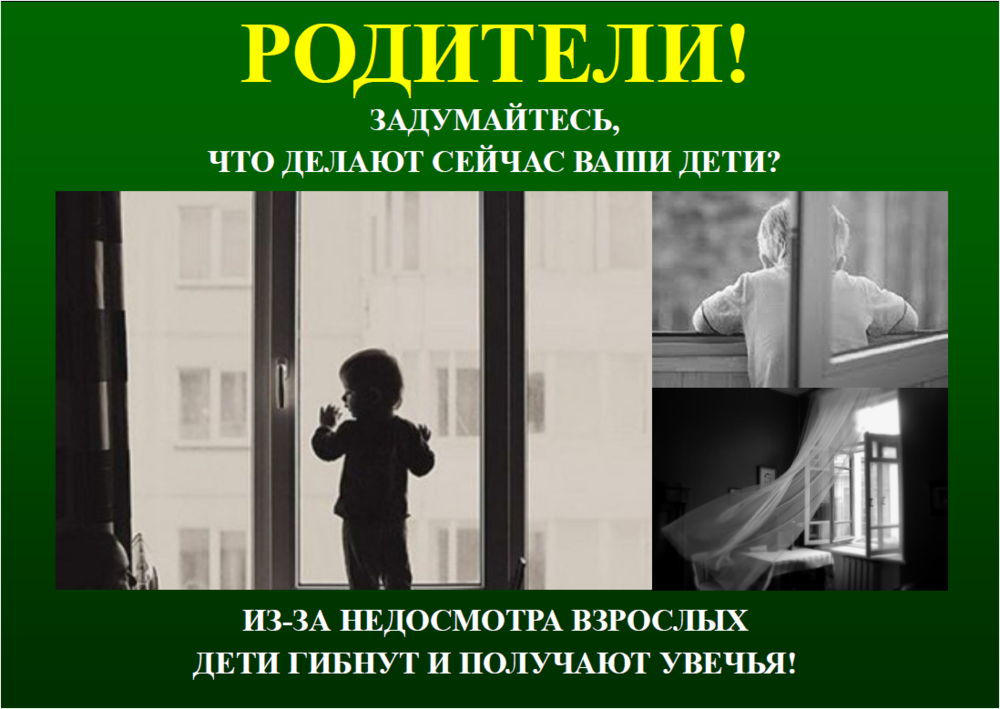 РОДИТЕЛИ!
ЗАДУМАЙТЕСЬ,
ЧТО ДЕЛАЮТ СЕЙЧАС ВАШИ ДЕТИ?
ИЗ-ЗА НЕДОСМОТРА ВЗРОСЛЫХ
ДЕТИ ГИБНУТ И ПОЛУЧАЮТ УВЕЧЬЯ!